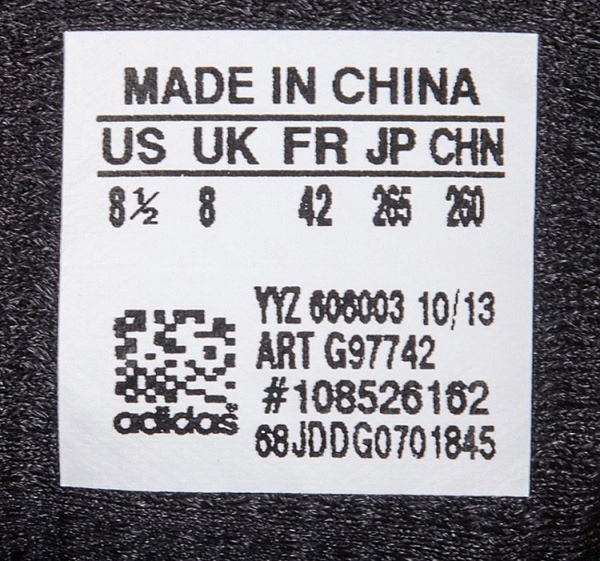 MADE IN CHINA
US UK FR JP CHN
8½ 8 42 265 260
YYZ 606003 10/13
ART G97742
#108526162
adidas®
68JDDG0701845